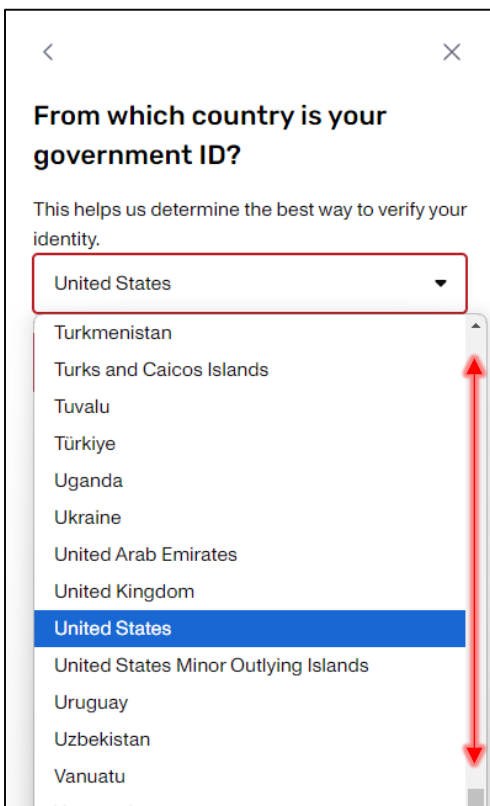 From which country is your
government ID?
This helps us determine the best way to verify your
identity.
United States
Turkmenistan
Turks and Caicos Islands
Tuvalu
Türkiye
Uganda
Ukraine
United Arab Emirates
United Kingdom
United States
United States Minor Outlying Islands
Uruguay
Uzbekistan
Vanuatu